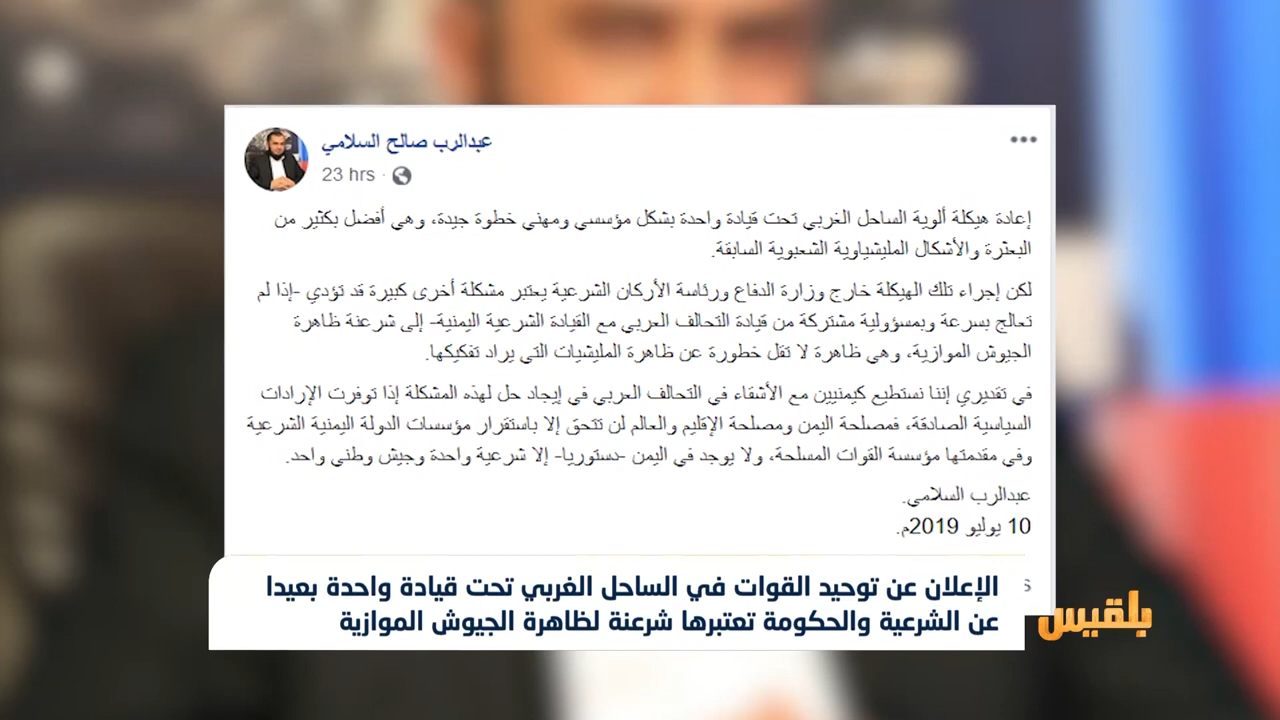 عبدالرب صالح السلامي
23 hrs ·
إعادة هيكلة ألوية الساحل الغربي تحت قيادة واحدة بشكل مؤسسي ومهني خطوة جيدة، وهي أفضل بكثير من
البعثرة والأشكال المليشياوية الشعبوية السابقة.
لكن إجراء تلك الهيكلة خارج وزارة الدفاع ورئاسة الأركان الشرعية يعتبر مشكلة أخرى كبيرة قد تؤدي -إذا لم
تعالج بسرعة وبمسؤولية مشتركة من قيادة التحالف العربي مع القيادة الشرعية اليمنية- إلى شرعنة ظاهرة
الجيوش الموازية، وهي ظاهرة لا تقل خطورة عن ظاهرة المليشيات التي يراد تفكيكها.
في تقديري إننا نستطيع كيمنيين مع الأشقاء في التحالف العربي في إيجاد حل لهذه المشكلة إذا توفرت الإرادات
السياسية الصادقة، فمصلحة اليمن ومصلحة الإقليم والعالم لن تتحق إلا باستقرار مؤسسات الدولة اليمنية الشرعية
وفي مقدمتها مؤسسة القوات المسلحة، ولا يوجد في اليمن -دستوريا- إلا شرعية واحدة وجيش وطني واحد.
عبدالرب السلامي.
10 يوليو 2019م.
الإعلان عن توحيد القوات في الساحل الغربي تحت قيادة واحدة بعيدا
عن الشرعية والحكومة تعتبرها شرعنة لظاهرة الجيوش الموازية
بلقيس